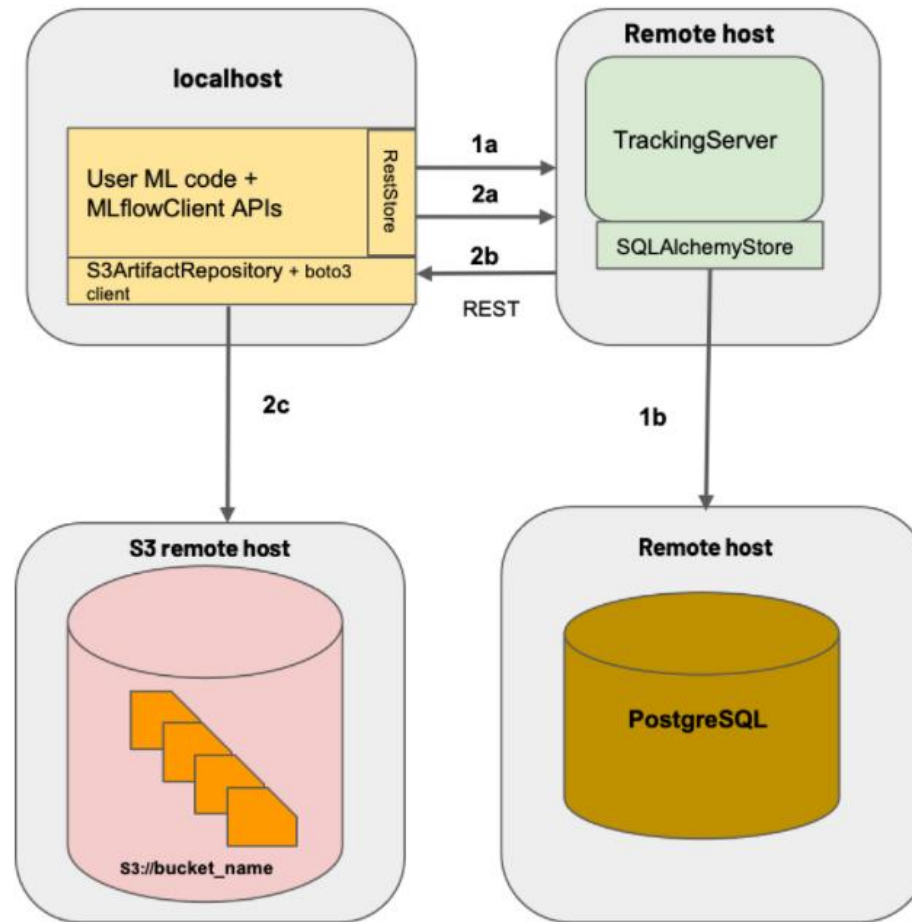 localhost
User ML code +
MLflowClient APIs
RestStore
S3ArtifactRepository + boto3
client
1a
2a
2b
REST
Remote host
TrackingServer
SQLAlchemyStore
2c
1b
S3 remote host
S3://bucket_name
Remote host
PostgreSQL